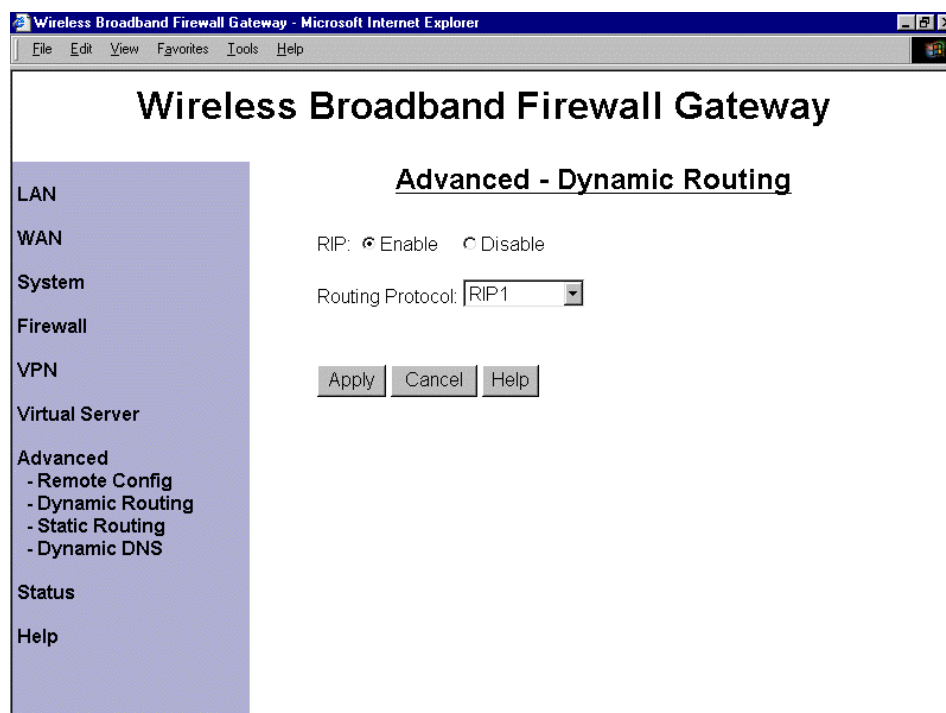 Wireless Broadband Firewall Gateway - Microsoft Internet Explorer
File Edit View Favorites Tools Help
Wireless Broadband Firewall Gateway
LAN
WAN
System
Firewall
VPN
Virtual Server
Advanced
- Remote Config
- Dynamic Routing
- Static Routing
- Dynamic DNS
Status
Help
Advanced - Dynamic Routing
RIP: Enable Disable
Routing Protocol: RIP1
Apply Cancel Help